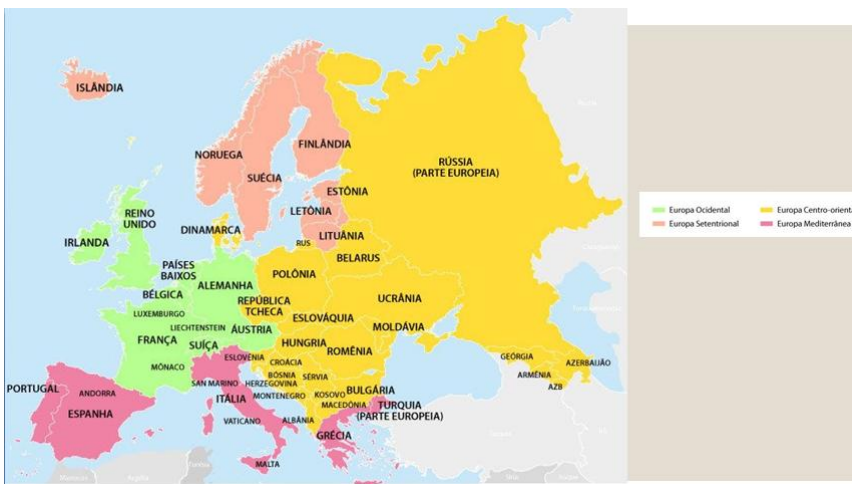 ISLÂNDIA
FINLÂNDIA
NORUEGA
SUÉCIA
RÚSSIA
(PARTE EUROPEIA)
ESTÔNIA
LETÔNIA
REINO
UNIDO
DINAMARCA
LITUÂNIA
RUS
IRLANDA
BELARUS
PAÍSES
BAIXOS
POLÔNIA
ALEMANHA
BÉLGICA
REPÚBLICA
TCHECA
UCRÂNIA
LUXEMBURGO
ESLOVÁQUIA
LIECHTENSTEIN
ÁUSTRIA
MOLDÁVIA
FRANÇA
SUÍÇA
HUNGRIA
ROMÊNIA
ESLOVÊNIA
CROÁCIA
GEÓRGIA
AZERBAIJÃO
MÔNACO
BÓSNIA
HERZEGOVINA
SÉRVIA
ARMÊNIA
AZB
SAN MARINO
PORTUGAL
ANDORRA
ITÁLIA
MONTENEGRO
KOSOVO
BULGÁRIA
MACEDÔNIA
TURQUIA
(PARTE EUROPEIA)
ESPANHA
VATICANO
ALBÂNIA
GRÉCIA
MALTA
Marrocos
Argélia
Europa Ocidental
Europa Centro-orienta
Europa Setentrional
Europa Mediterrânea